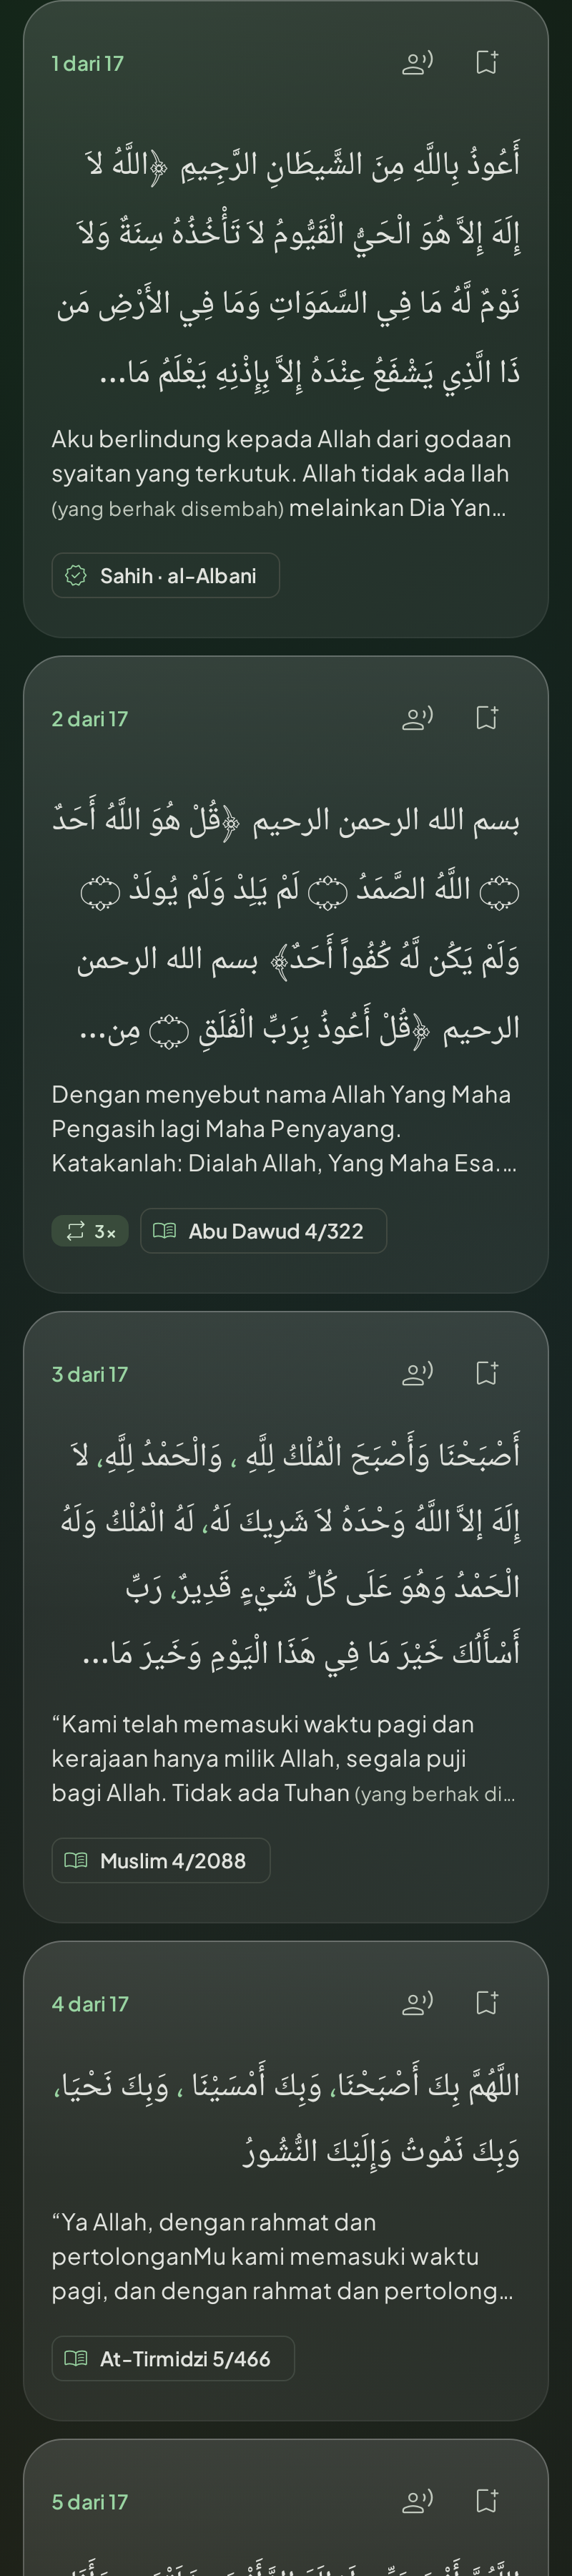 1 dari 17
أَعُوذُ بِاللَّهِ مِنَ الشَّيطَانِ الرَّجِيمِ ﴿اللَّهُ لاَ
إِلَهَ إِلاَّ هُوَ الْحَيُّ الْقَيُّومُ لاَ تَأْخُذُهُ سِنَةٌ وَلاَ
نَوْمٌ لَّهُ مَا فِي السَّمَوَاتِ وَمَا فِي الأَرْضِ مَن
ذَا الَّذِي يَشْفَعُ عِنْدَهُ إِلاَّ بِإِذْنِهِ يَعْلَمُ مَا...
Aku berlindung kepada Allah dari godaan
syaitan yang terkutuk. Allah tidak ada Ilah
(yang berhak disembah) melainkan Dia Yan...
Sahih · al-Albani
2 dari 17
بسم الله الرحمن الرحيم ﴿قُلْ هُوَ اللَّهُ أَحَدٌ
۝ اللَّهُ الصَّمَدُ ۝ لَمْ يَلِدْ وَلَمْ يُولَدْ ۝
وَلَمْ يَكُن لَّهُ كُفُواً أَحَدٌ﴾ بسم الله الرحمن
الرحيم ﴿قُلْ أَعُوذُ بِرَبِّ الْفَلَقِ ۝ مِن...
Dengan menyebut nama Allah Yang Maha
Pengasih lagi Maha Penyayang.
Katakanlah: Dialah Allah, Yang Maha Esa....
3×
Abu Dawud 4/322
3 dari 17
أَصْبَحْنَا وَأَصْبَحَ الْمُلْكُ لِلَّهِ ، وَالْحَمْدُ لِلَّهِ، لاَ
إِلَهَ إلاَّ اللَّهُ وَحْدَهُ لاَ شَرِيكَ لَهُ، لَهُ الْمُلْكُ وَلَهُ
الْحَمْدُ وَهُوَ عَلَى كُلِّ شَيْءٍ قَدِيرٌ، رَبِّ
أَسْأَلُكَ خَيْرَ مَا فِي هَذَا الْيَوْمِ وَخَيرَ مَا...
“Kami telah memasuki waktu pagi dan
kerajaan hanya milik Allah, segala puji
bagi Allah. Tidak ada Tuhan (yang berhak di...
Muslim 4/2088
4 dari 17
اللَّهُمَّ بِكَ أَصْبَحْنَا، وَبِكَ أَمْسَيْنَا ، وَبِكَ نَحْيَا،
وَبِكَ نَمُوتُ وَإِلَيْكَ النُّشُورُ
“Ya Allah, dengan rahmat dan
pertolonganMu kami memasuki waktu
pagi, dan dengan rahmat dan pertolong...
At-Tirmidzi 5/466
5 dari 17